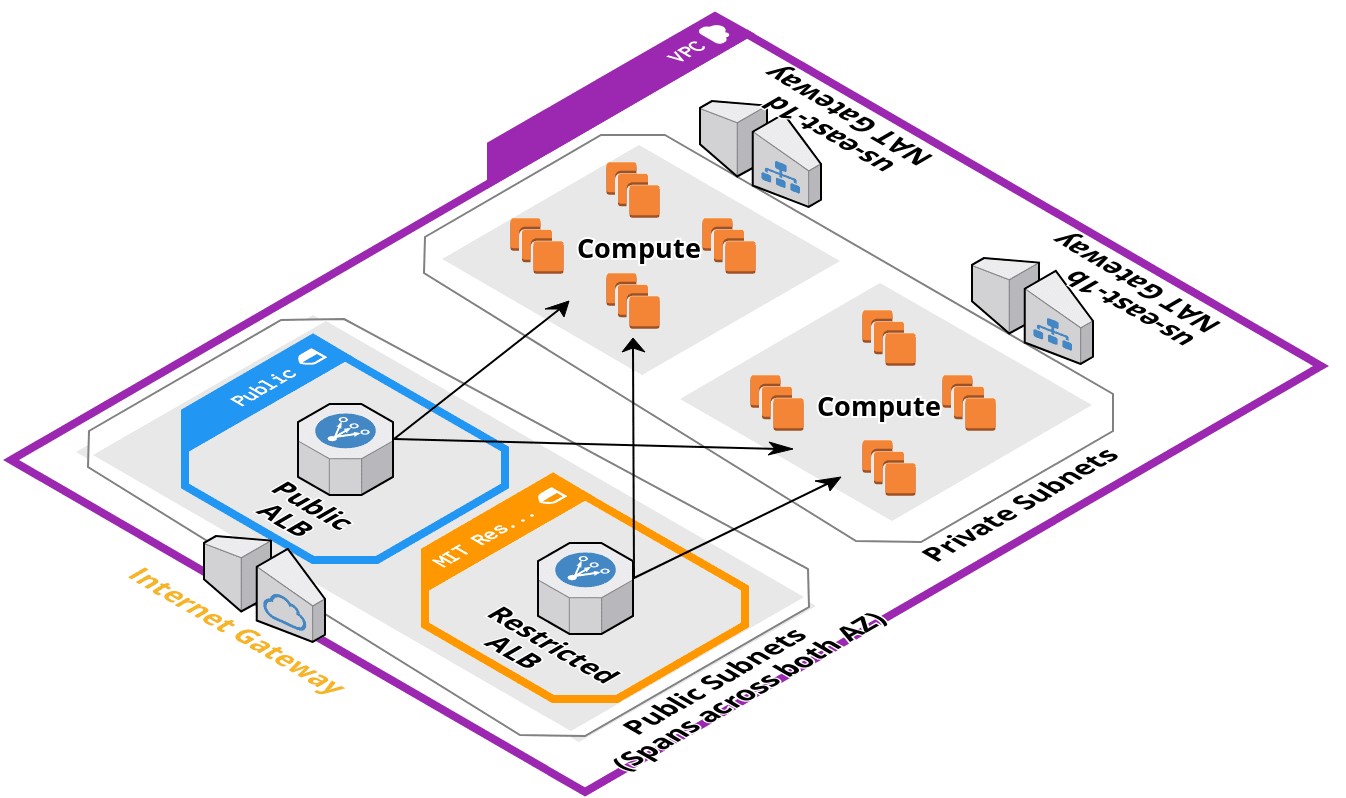 VPC
us-east-1d
NAT Gateway
us-east-1b
NAT Gateway
Compute
Compute
Public
Public
ALB
MIT Res...
Restricted
ALB
Internet Gateway
Private Subnets
Public Subnets
(Spans across both AZ)